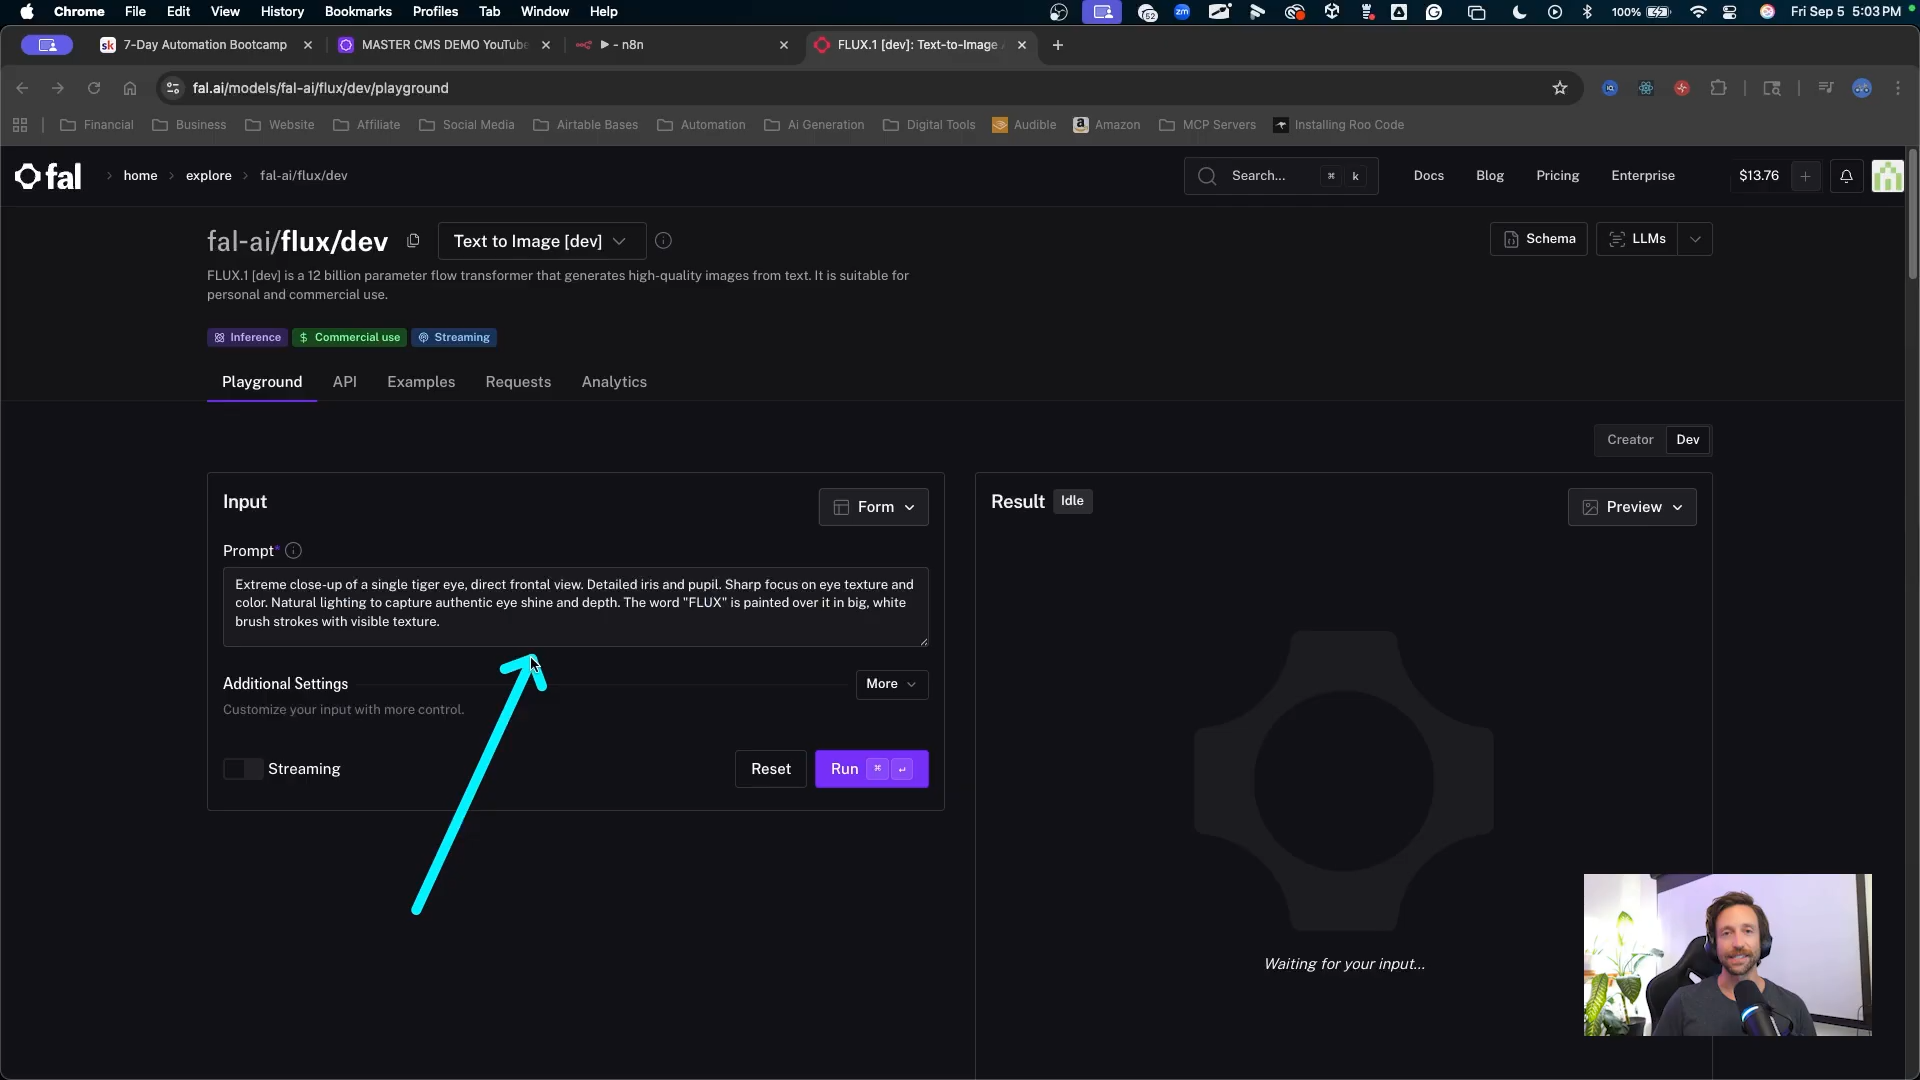 Chrome File Edit View History Bookmarks Profiles Tab Window Help 52 zm 100% Fri Sep 5 5:03 PM
sk 7-Day Automation Bootcamp MASTER CMS DEMO YouTube - n8n FLUX.1 [dev]: Text-to-Image
fal.ai/models/fal-ai/flux/dev/playground
Financial Business Website Affiliate Social Media Airtable Bases Automation Ai Generation Digital Tools Audible Amazon MCP Servers Installing Roo Code
fal home explore fal-ai/flux/dev Search... ⌘ k Docs Blog Pricing Enterprise $13.76 +
fal-ai/flux/dev Text to Image [dev] Schema LLMs
FLUX.1 [dev] is a 12 billion parameter flow transformer that generates high-quality images from text. It is suitable for
personal and commercial use.
Inference $ Commercial use Streaming
Playground API Examples Requests Analytics
Creator Dev
Input Form Result Idle Preview
Prompt*
Extreme close-up of a single tiger eye, direct frontal view. Detailed iris and pupil. Sharp focus on eye texture and
color. Natural lighting to capture authentic eye shine and depth. The word "FLUX" is painted over it in big, white
brush strokes with visible texture.
Additional Settings More
Customize your input with more control.
Streaming Reset Run ⌘ ↵
Waiting for your input...